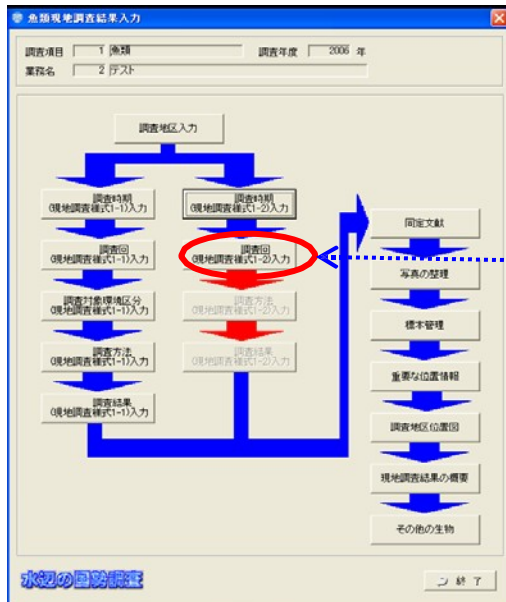 魚類現地調査結果入力
調査項目 1 魚類 調査年度 2006 年
業務名 2 テスト
調査地区入力
調査時期
(現地調査様式1-1)入力
調査時期
(現地調査様式1-2)入力
調査回
(現地調査様式1-1)入力
調査回
(現地調査様式1-2)入力
調査対象環境区分
(現地調査様式1-1)入力
調査方法
(現地調査様式1-2)入力
調査方法
(現地調査様式1-1)入力
調査結果
(現地調査様式1-2)入力
調査結果
(現地調査様式1-1)入力
同定文献
写真の整理
標本管理
重要な位置情報
調査地区位置図
現地調査結果の概要
その他の生物
水辺の国勢調査
終 了